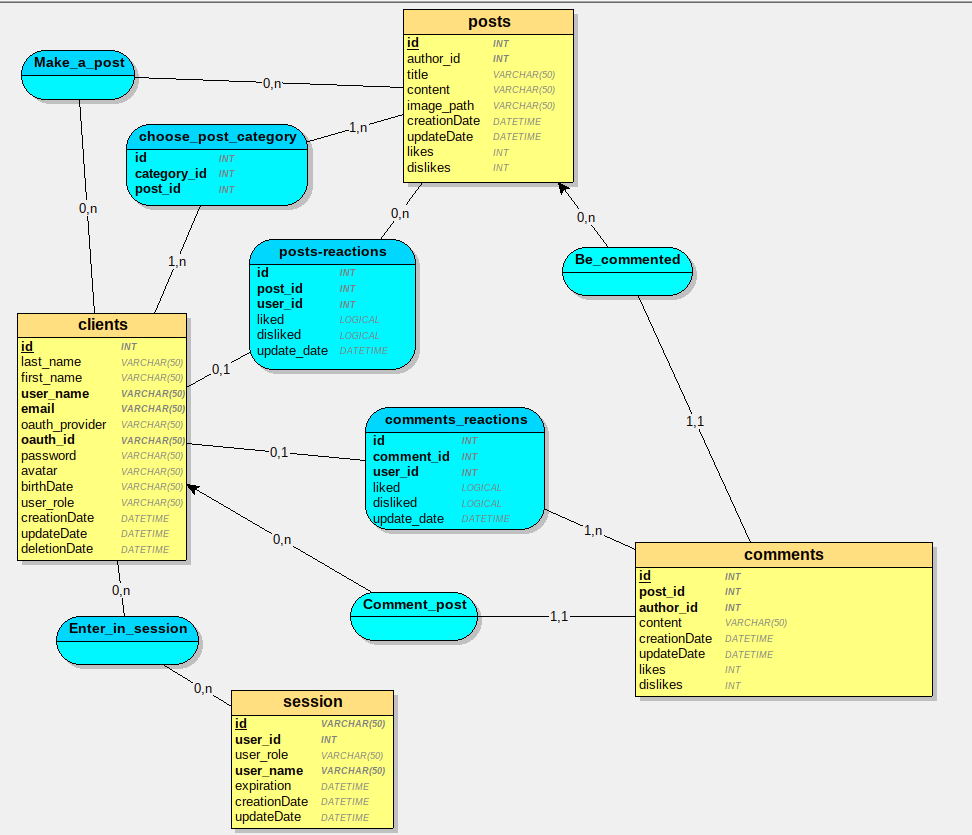 posts
id INT
author_id INT
title VARCHAR(50)
content VARCHAR(50)
image_path VARCHAR(50)
creationDate DATETIME
updateDate DATETIME
likes INT
dislikes INT
Make_a_post
0,n
choose_post_category
id INT
category_id INT
post_id INT
1,n
0,n
1,n
0,n
0,n
posts-reactions
id INT
post_id INT
user_id INT
liked LOGICAL
disliked LOGICAL
update_date DATETIME
Be_commented
0,1
1,1
clients
id INT
last_name VARCHAR(50)
first_name VARCHAR(50)
user_name VARCHAR(50)
email VARCHAR(50)
oauth_provider VARCHAR(50)
oauth_id VARCHAR(50)
password VARCHAR(50)
avatar VARCHAR(50)
birthDate VARCHAR(50)
user_role VARCHAR(50)
creationDate DATETIME
updateDate DATETIME
deletionDate DATETIME
comments_reactions
id INT
comment_id INT
user_id INT
liked LOGICAL
disliked LOGICAL
update_date DATETIME
0,1
1,n
0,n
comments
id INT
post_id INT
author_id INT
content VARCHAR(50)
creationDate DATETIME
updateDate DATETIME
likes INT
dislikes INT
Comment_post
1,1
0,n
Enter_in_session
0,n
session
id VARCHAR(50)
user_id INT
user_role VARCHAR(50)
user_name VARCHAR(50)
expiration DATETIME
creationDate DATETIME
updateDate DATETIME